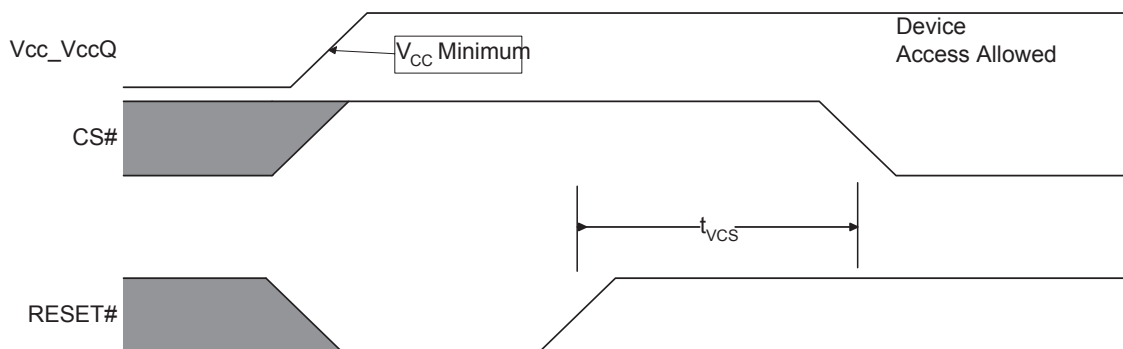 Vcc_VccQ
VCC Minimum
Device
Access Allowed
CS#
tVCS
RESET#